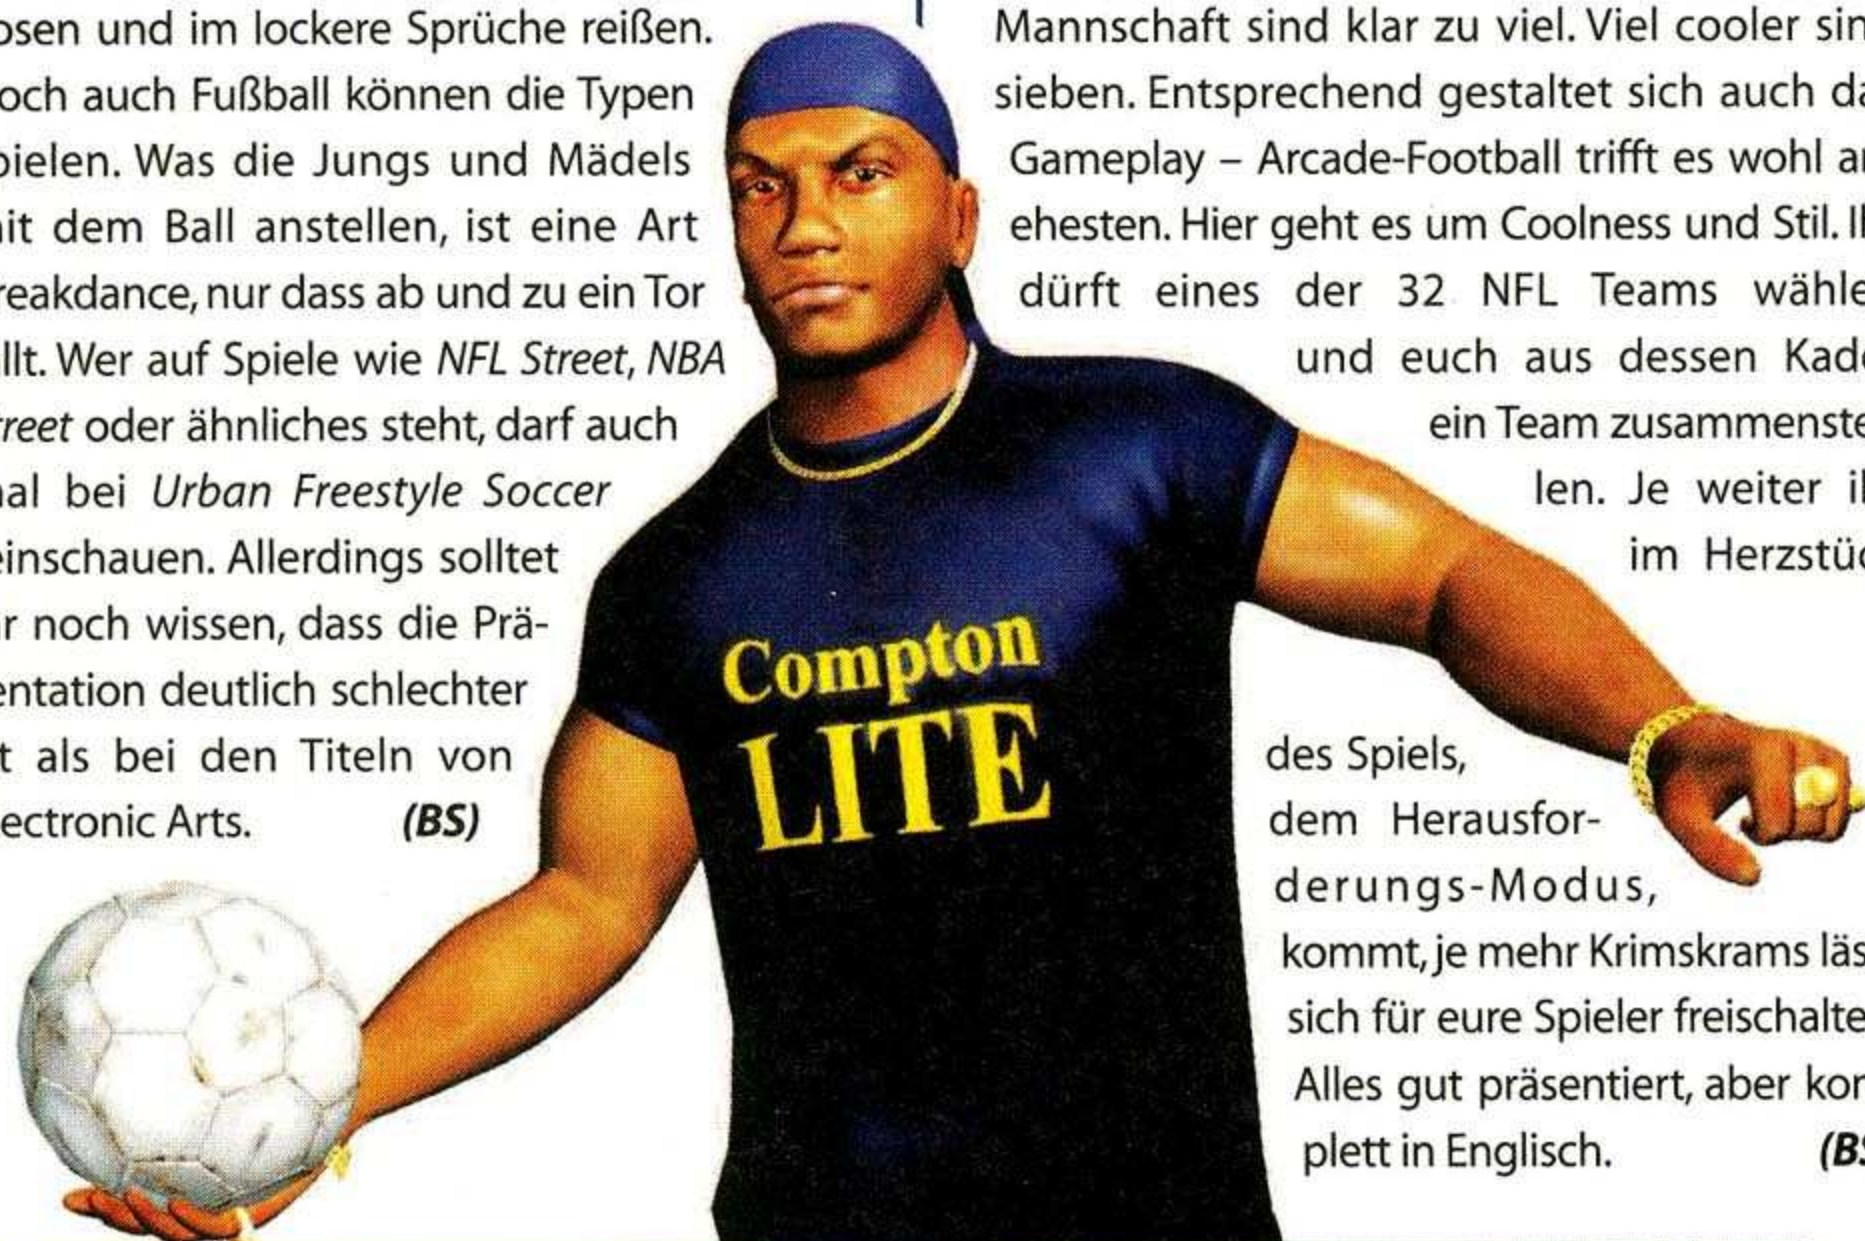 osen und im lockere Sprüche reißen.
och auch Fußball können die Typen
pielen. Was die Jungs und Mädels
it dem Ball anstellen, ist eine Art
reakdance, nur dass ab und zu ein Tor
llt. Wer auf Spiele wie NFL Street, NBA
treet oder ähnliches steht, darf auch
al bei Urban Freestyle Soccer
einschauen. Allerdings solltet
r noch wissen, dass die Prä-
entation deutlich schlechter
t als bei den Titeln von
ectronic Arts. (BS)
Compton
LITE
Mannschaft sind klar zu viel. Viel cooler sin
sieben. Entsprechend gestaltet sich auch da
Gameplay – Arcade-Football trifft es wohl a
ehesten. Hier geht es um Coolness und Stil. I
dürft eines der 32 NFL Teams wähle
und euch aus dessen Kad
ein Team zusammenste
len. Je weiter i
im Herzstü
des Spiels,
dem Herausfor-
derungs-Modus,
kommt, je mehr Krimskrams läs
sich für eure Spieler freischalte
Alles gut präsentiert, aber ko
plett in Englisch. (BS